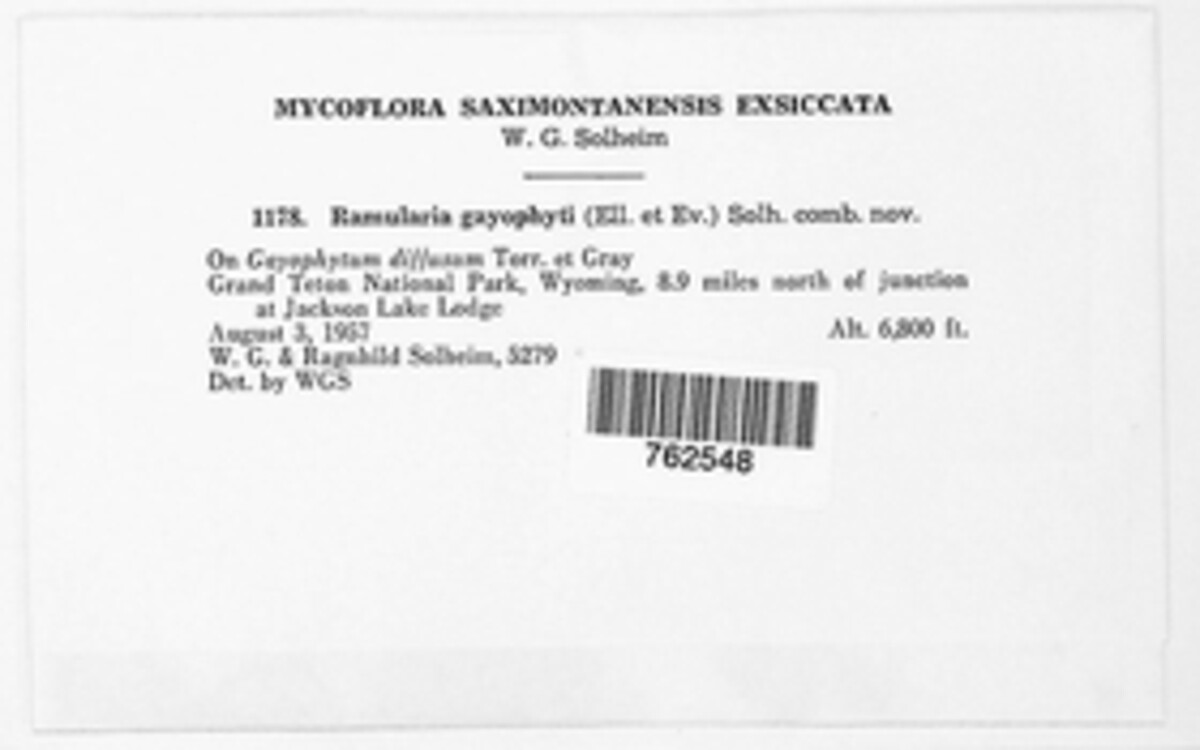 MYCOFLORA SAXIMONTANENSIS EXSICCATA
W. G. Solheim
1178. Ramularia gayophyti (Ell. et Ev.) Solh. comb. nov.
On Gayophytum diffusum Torr. et Gray
Grand Teton National Park, Wyoming, 8.9 miles north of junction
at Jackson Lake Lodge
August 3, 1957 Alt. 6,800 ft.
W. G. & Ragnhild Solheim, 5279
Det. by WGS
762548